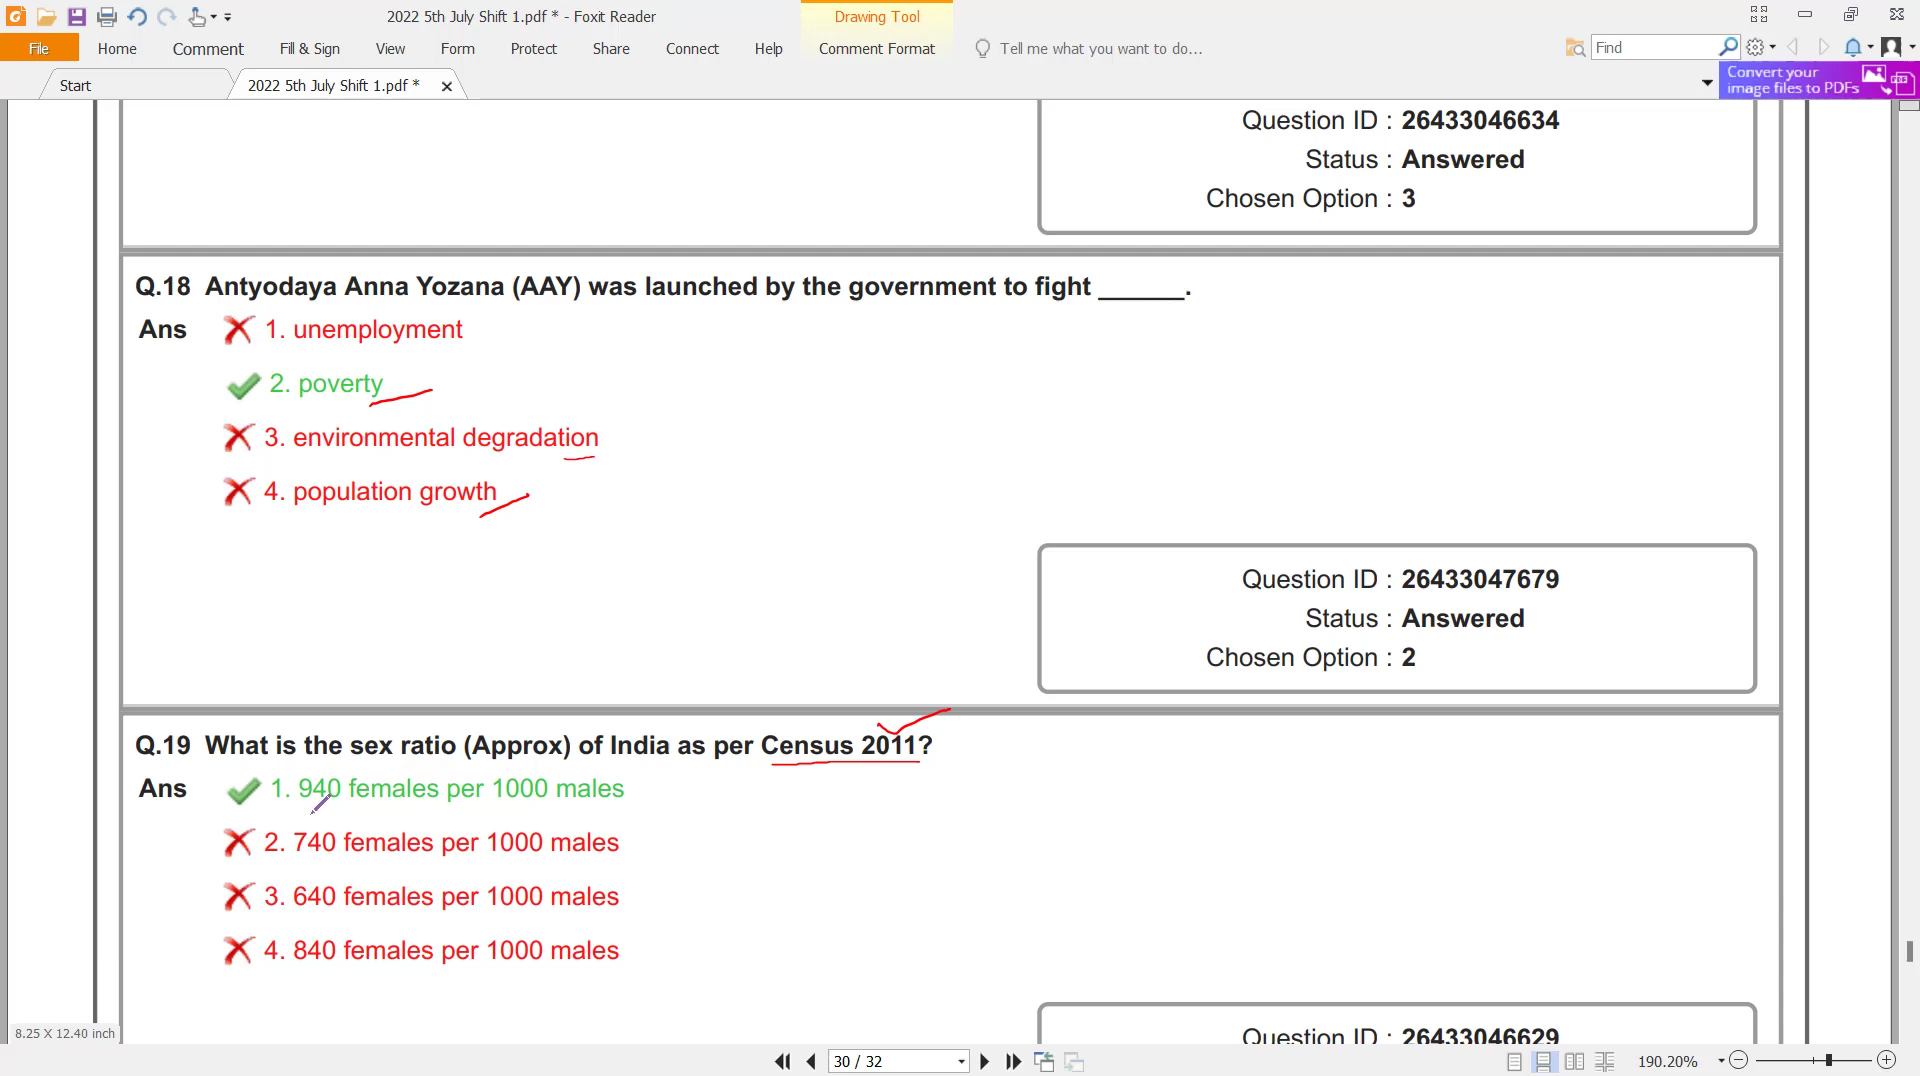 2022 5th July Shift 1.pdf * - Foxit Reader
Drawing Tool
File Home Comment Fill & Sign View Form Protect Share Connect Help Comment Format Tell me what you want to do... Find
Start 2022 5th July Shift 1.pdf *
Convert your
image files to PDFs
Question ID : 26433046634
Status : Answered
Chosen Option : 3
Q.18 Antyodaya Anna Yozana (AAY) was launched by the government to fight ______.
Ans 1. unemployment
2. poverty
3. environmental degradation
4. population growth
Question ID : 26433047679
Status : Answered
Chosen Option : 2
Q.19 What is the sex ratio (Approx) of India as per Census 2011?
Ans 1. 940 females per 1000 males
2. 740 females per 1000 males
3. 640 females per 1000 males
4. 840 females per 1000 males
Question ID : 26433046629
8.25 X 12.40 inch
30 / 32
190.20%